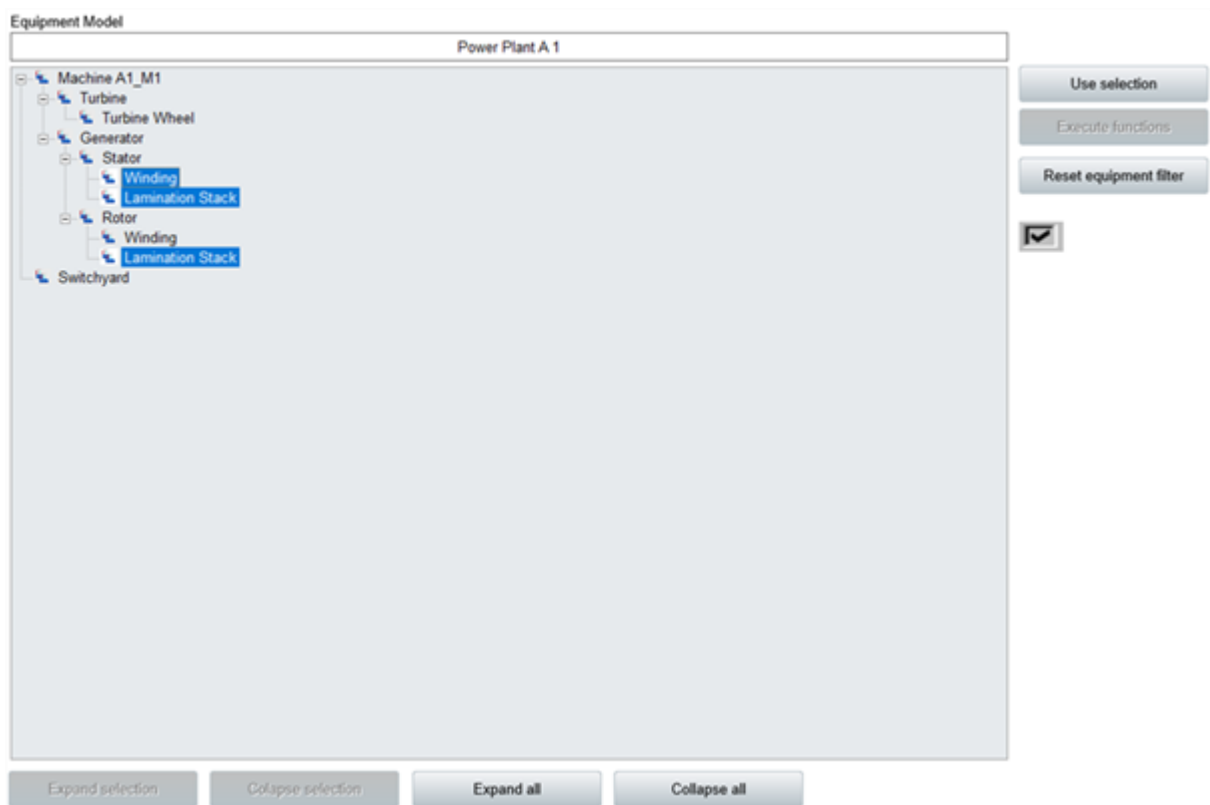 Equipment Model
Power Plant A 1
Machine A1_M1
Turbine
Turbine Wheel
Generator
Stator
Winding
Lamination Stack
Rotor
Winding
Lamination Stack
Switchyard
Use selection
Execute functions
Reset equipment filter
Expand selection
Colapse selection
Expand all
Collapse all